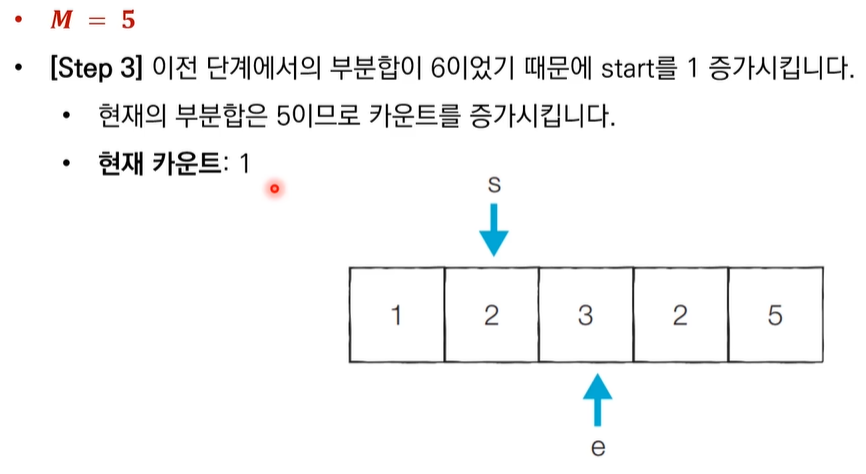 • M = 5
• [Step 3] 이전 단계에서의 부분합이 6이었기 때문에 start를 1 증가시킵니다.
• 현재의 부분합은 5이므로 카운트를 증가시킵니다.
• 현재 카운트: 1
s
1 2 3 2 5
e